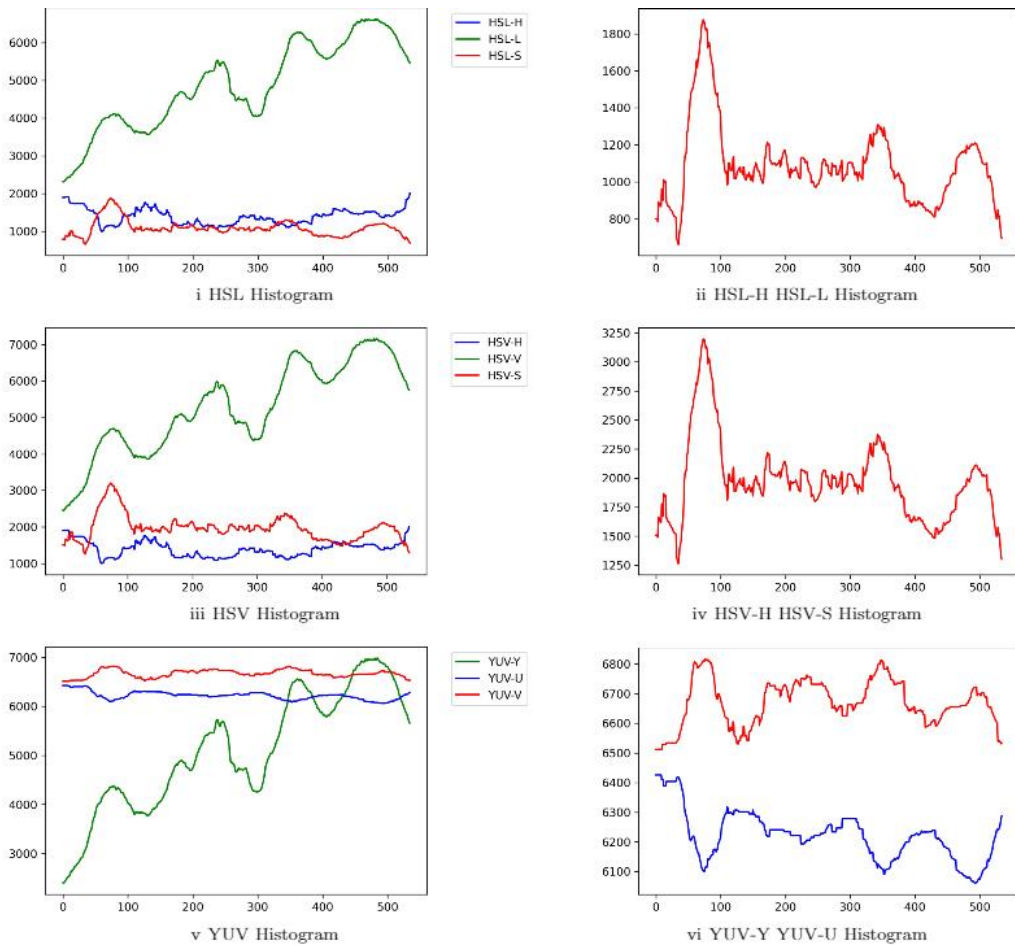 HSL-H
HSL-L
HSL-S
6000
5000
4000
3000
2000
1000
0 100 200 300 400 500
i HSL Histogram
1800
1600
1400
1200
1000
800
0 100 200 300 400 500
ii HSL-H HSL-L Histogram
HSV-H
HSV-V
HSV-S
7000
6000
5000
4000
3000
2000
1000
0 100 200 300 400 500
iii HSV Histogram
3250
3000
2750
2500
2250
2000
1750
1500
1250
0 100 200 300 400 500
iv HSV-H HSV-S Histogram
YUV-Y
YUV-U
YUV-V
7000
6000
5000
4000
3000
0 100 200 300 400 500
v YUV Histogram
6800
6700
6600
6500
6400
6300
6200
6100
0 100 200 300 400 500
vi YUV-Y YUV-U Histogram